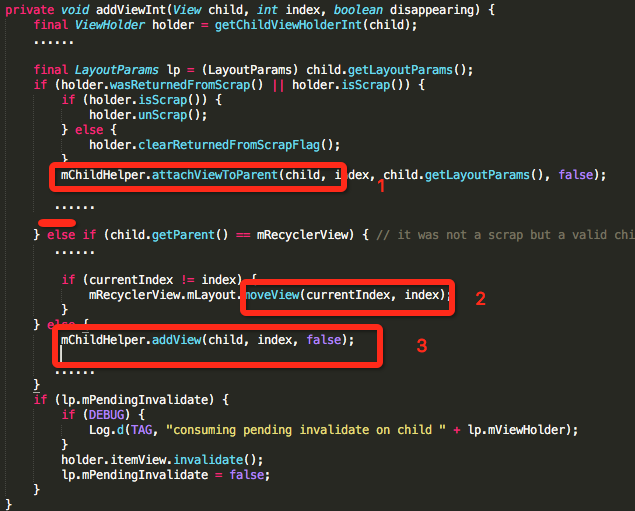 private void addViewInt(View child, int index, boolean disappearing) {
final ViewHolder holder = getChildViewHolderInt(child);
......
final LayoutParams lp = (LayoutParams) child.getLayoutParams();
if (holder.wasReturnedFromScrap() || holder.isScrap()) {
if (holder.isScrap()) {
holder.unScrap();
} else {
holder.clearReturnedFromScrapFlag();
}
mChildHelper.attachViewToParent(child, index, child.getLayoutParams(), false);
1
......
} else if (child.getParent() == mRecyclerView) { // it was not a scrap but a valid chi
......
if (currentIndex != index) {
mRecyclerView.mLayout.moveView(currentIndex, index);
2
}
} else {
mChildHelper.addView(child, index, false);
3
......
}
if (lp.mPendingInvalidate) {
if (DEBUG) {
Log.d(TAG, "consuming pending invalidate on child " + lp.mViewHolder);
}
holder.itemView.invalidate();
lp.mPendingInvalidate = false;
}
}